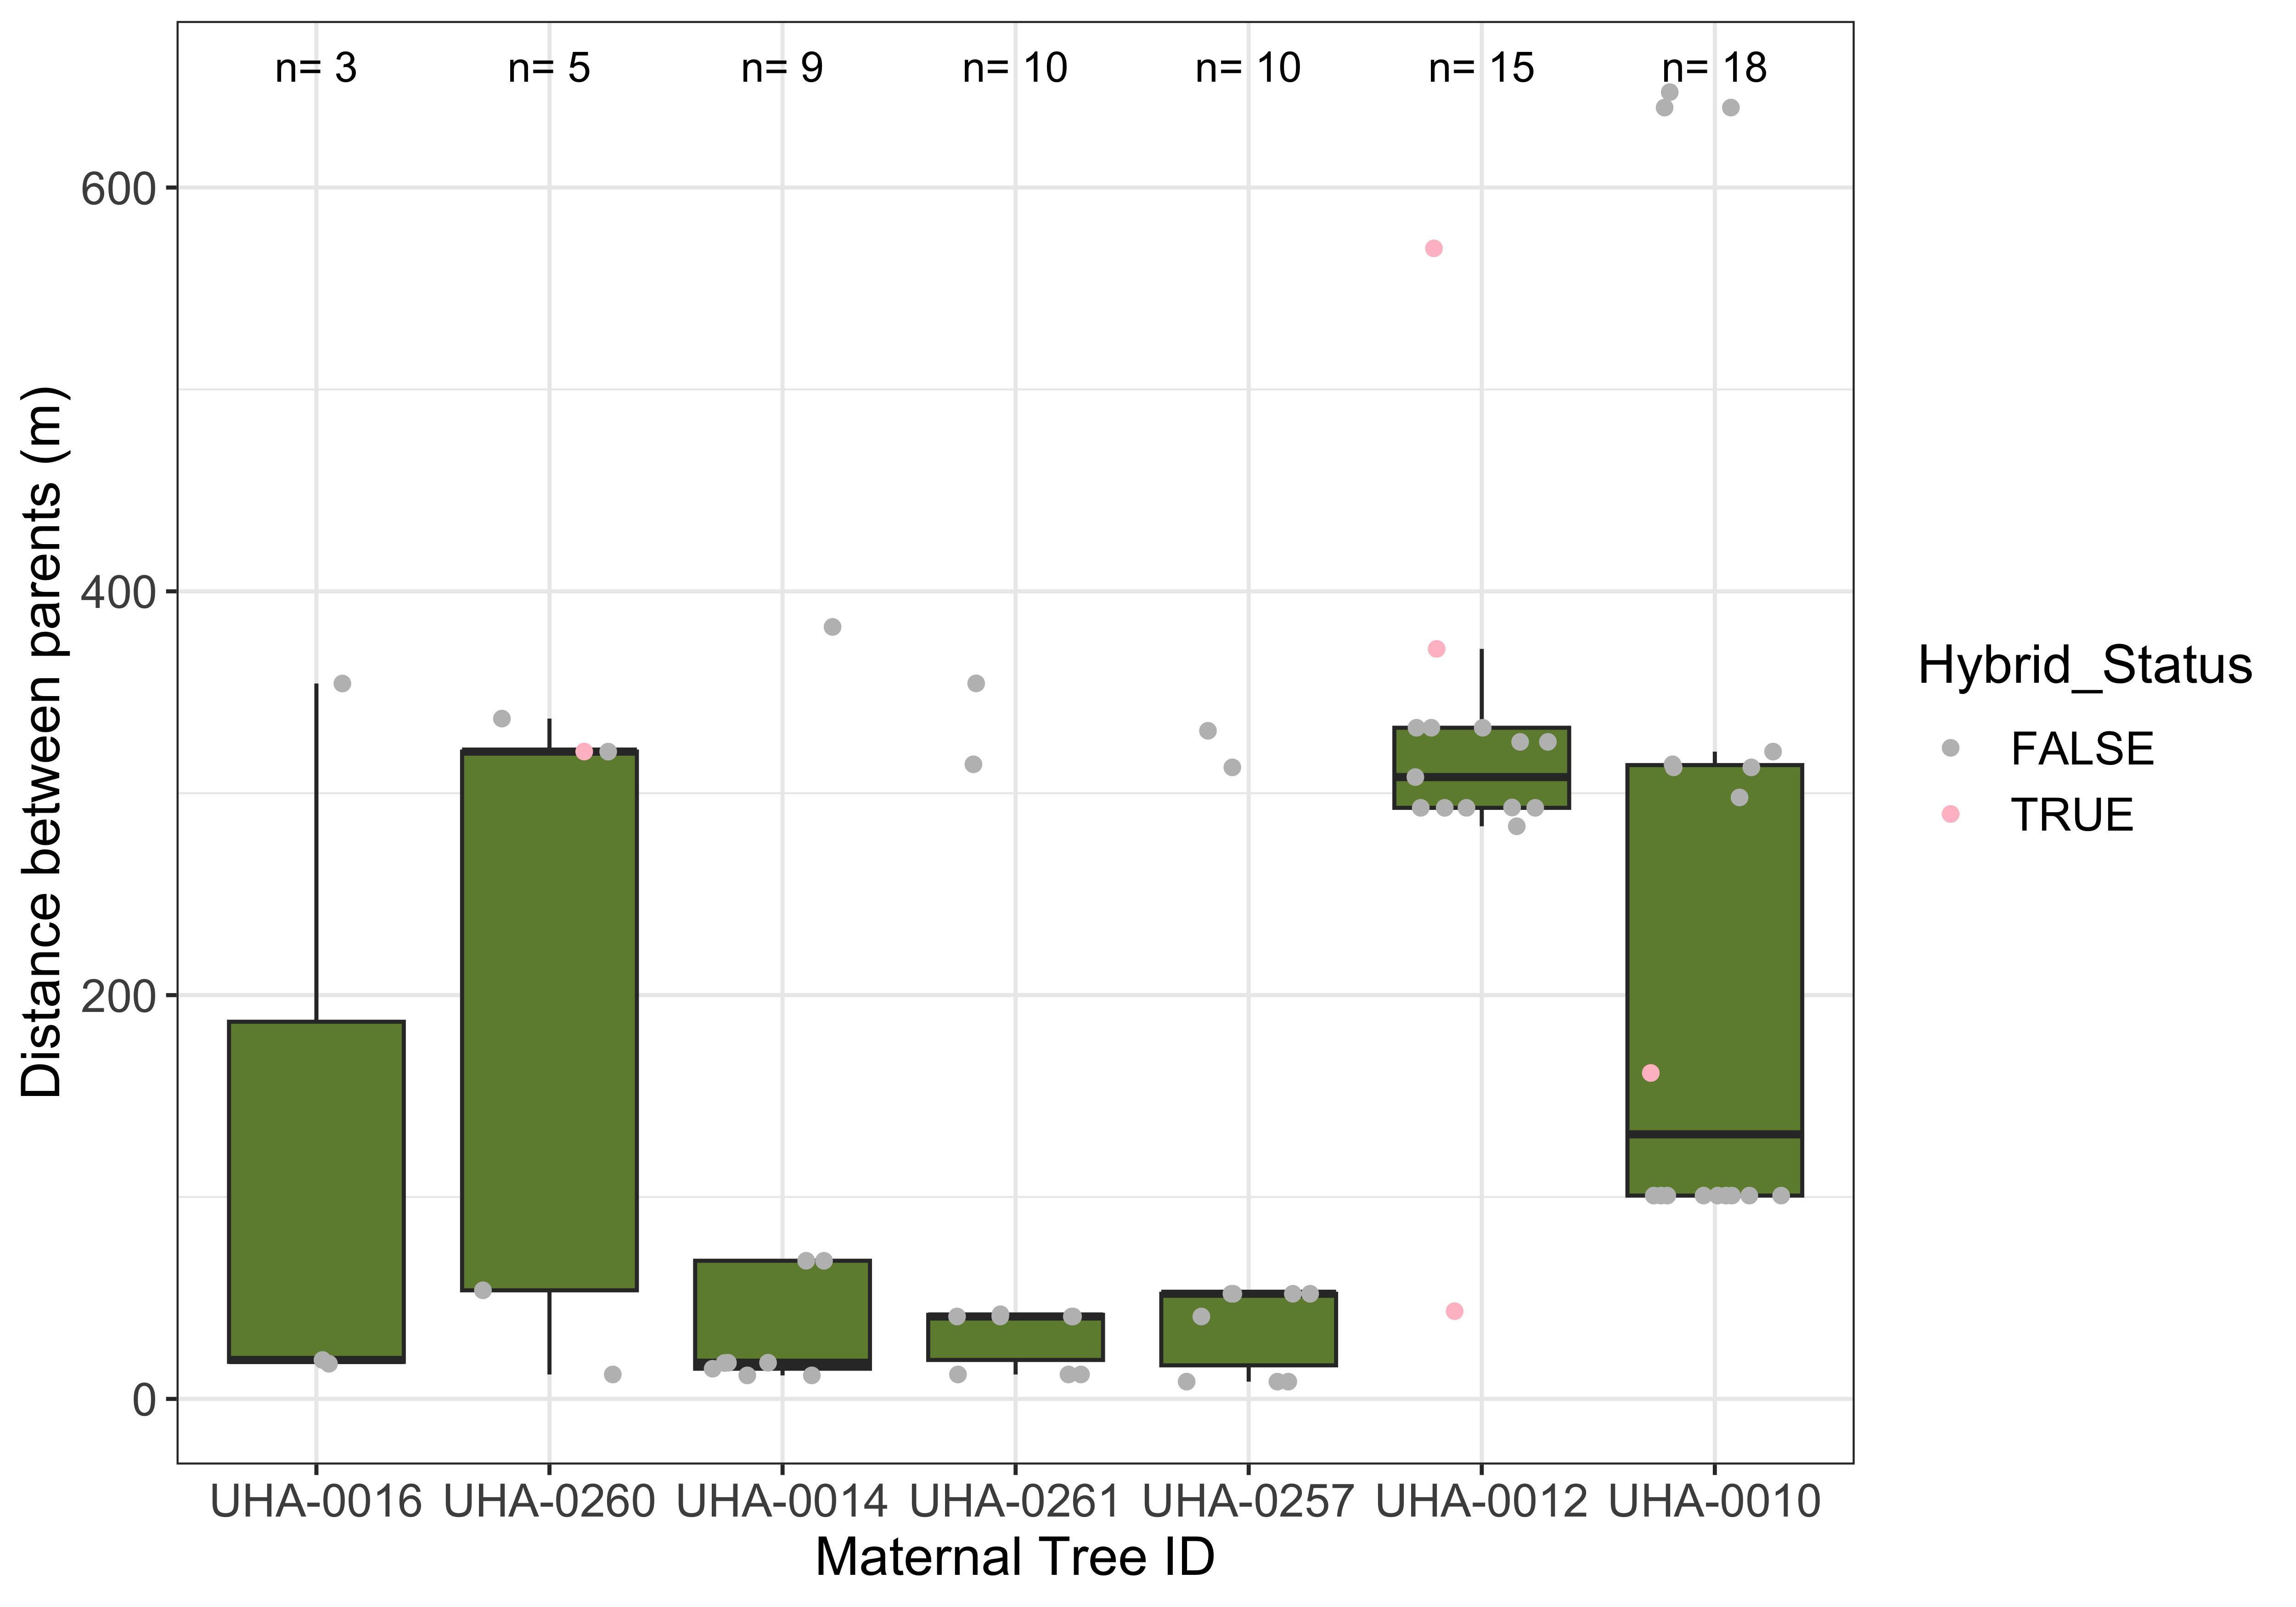 n= 3 n= 5 n= 9 n= 10 n= 10 n= 15 n= 18
600
400
200
0
Distance between parents (m)
UHA-0016 UHA-0260 UHA-0014 UHA-0261 UHA-0257 UHA-0012 UHA-0010
Maternal Tree ID
Hybrid_Status
FALSE
TRUE